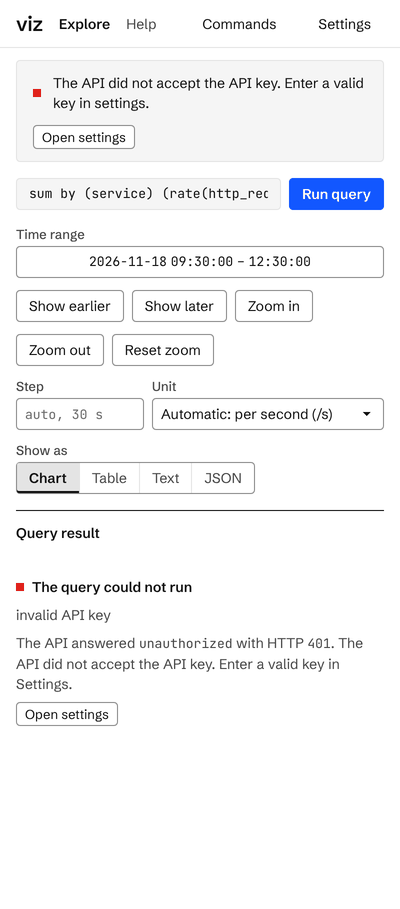 viz Explore Help Commands Settings
The API did not accept the API key. Enter a valid
key in settings.
Open settings
sum by (service) (rate(http_rec Run query
Time range
2026-11-18 09:30:00 – 12:30:00
Show earlier Show later Zoom in
Zoom out Reset zoom
Step Unit
auto, 30 s Automatic: per second (/s)
Show as
Chart Table Text JSON
Query result
The query could not run
invalid API key
The API answered unauthorized with HTTP 401. The
API did not accept the API key. Enter a valid key in
Settings.
Open settings